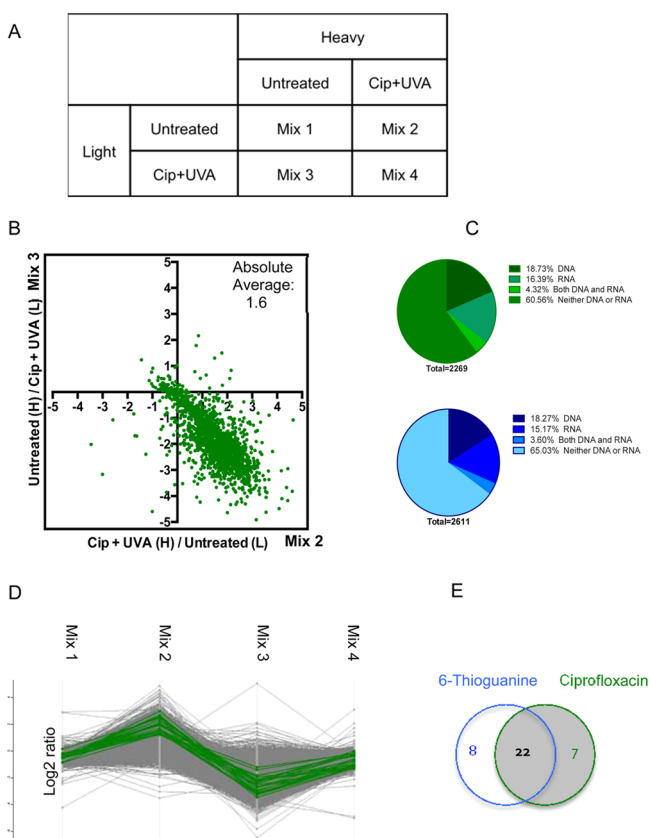 A
Heavy
Untreated Cip+UVA
Light Untreated Mix 1 Mix 2
Cip+UVA Mix 3 Mix 4
B
Untreated (H) / Cip + UVA (L) Mix 3
Absolute
Average:
1.6
5
4
3
2
1
-5 -4 -3 -2 -1 0 1 2 3 4 5
-1
-2
-3
-4
-5
Cip + UVA (H) / Untreated (L) Mix 2
C
18.73% DNA
16.39% RNA
4.32% Both DNA and RNA
60.56% Neither DNA or RNA
Total=2269
18.27% DNA
15.17% RNA
3.60% Both DNA and RNA
65.03% Neither DNA or RNA
Total=2611
D
Mix 1 Mix 2 Mix 3 Mix 4
Log2 ratio
E
6-Thioguanine Ciprofloxacin
8 22 7